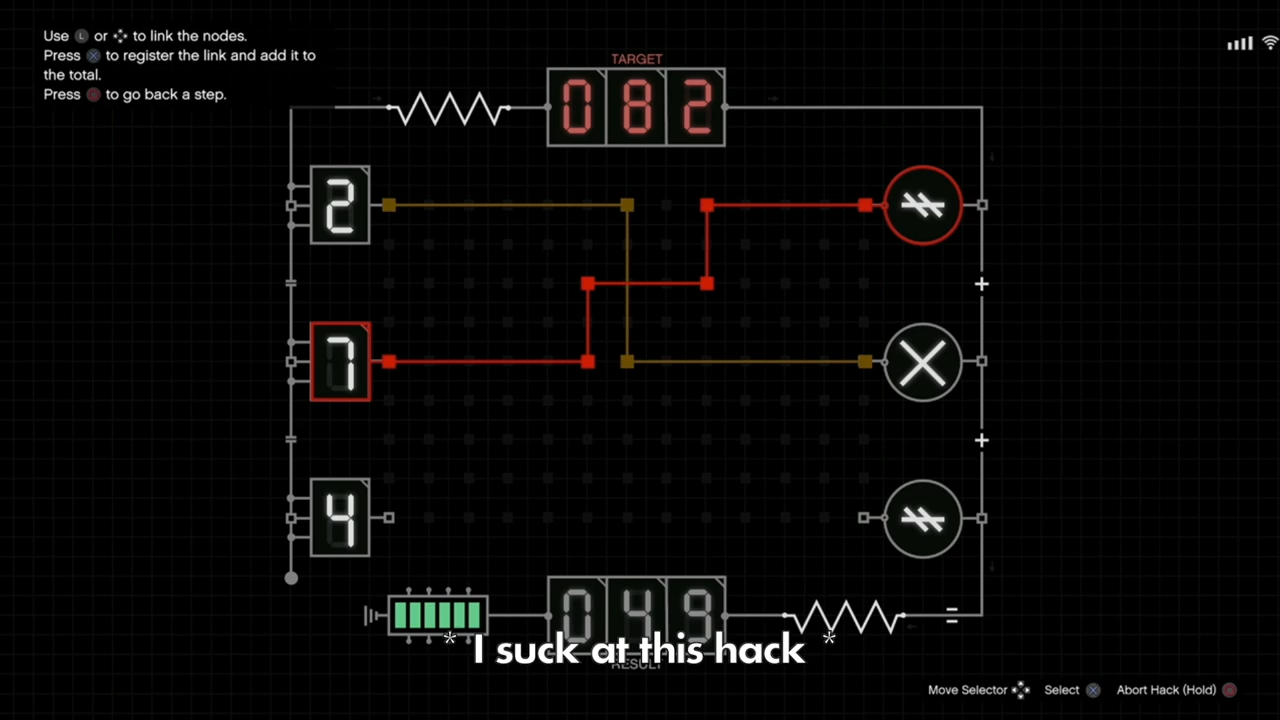 Use L or to link the nodes.
Press to register the link and add it to
the total.
Press to go back a step.
TARGET
082
2
7
4
049
* I suck at this hack *
RESULT
Move Selector Select Abort Hack (Hold)